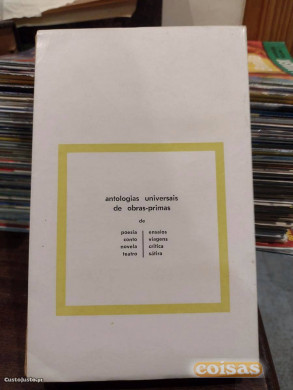 antologias universais
de obras-primas
de
poesia ensaios
conto viagens
novela crítica
teatro sátira
coisas
custojusto.pt